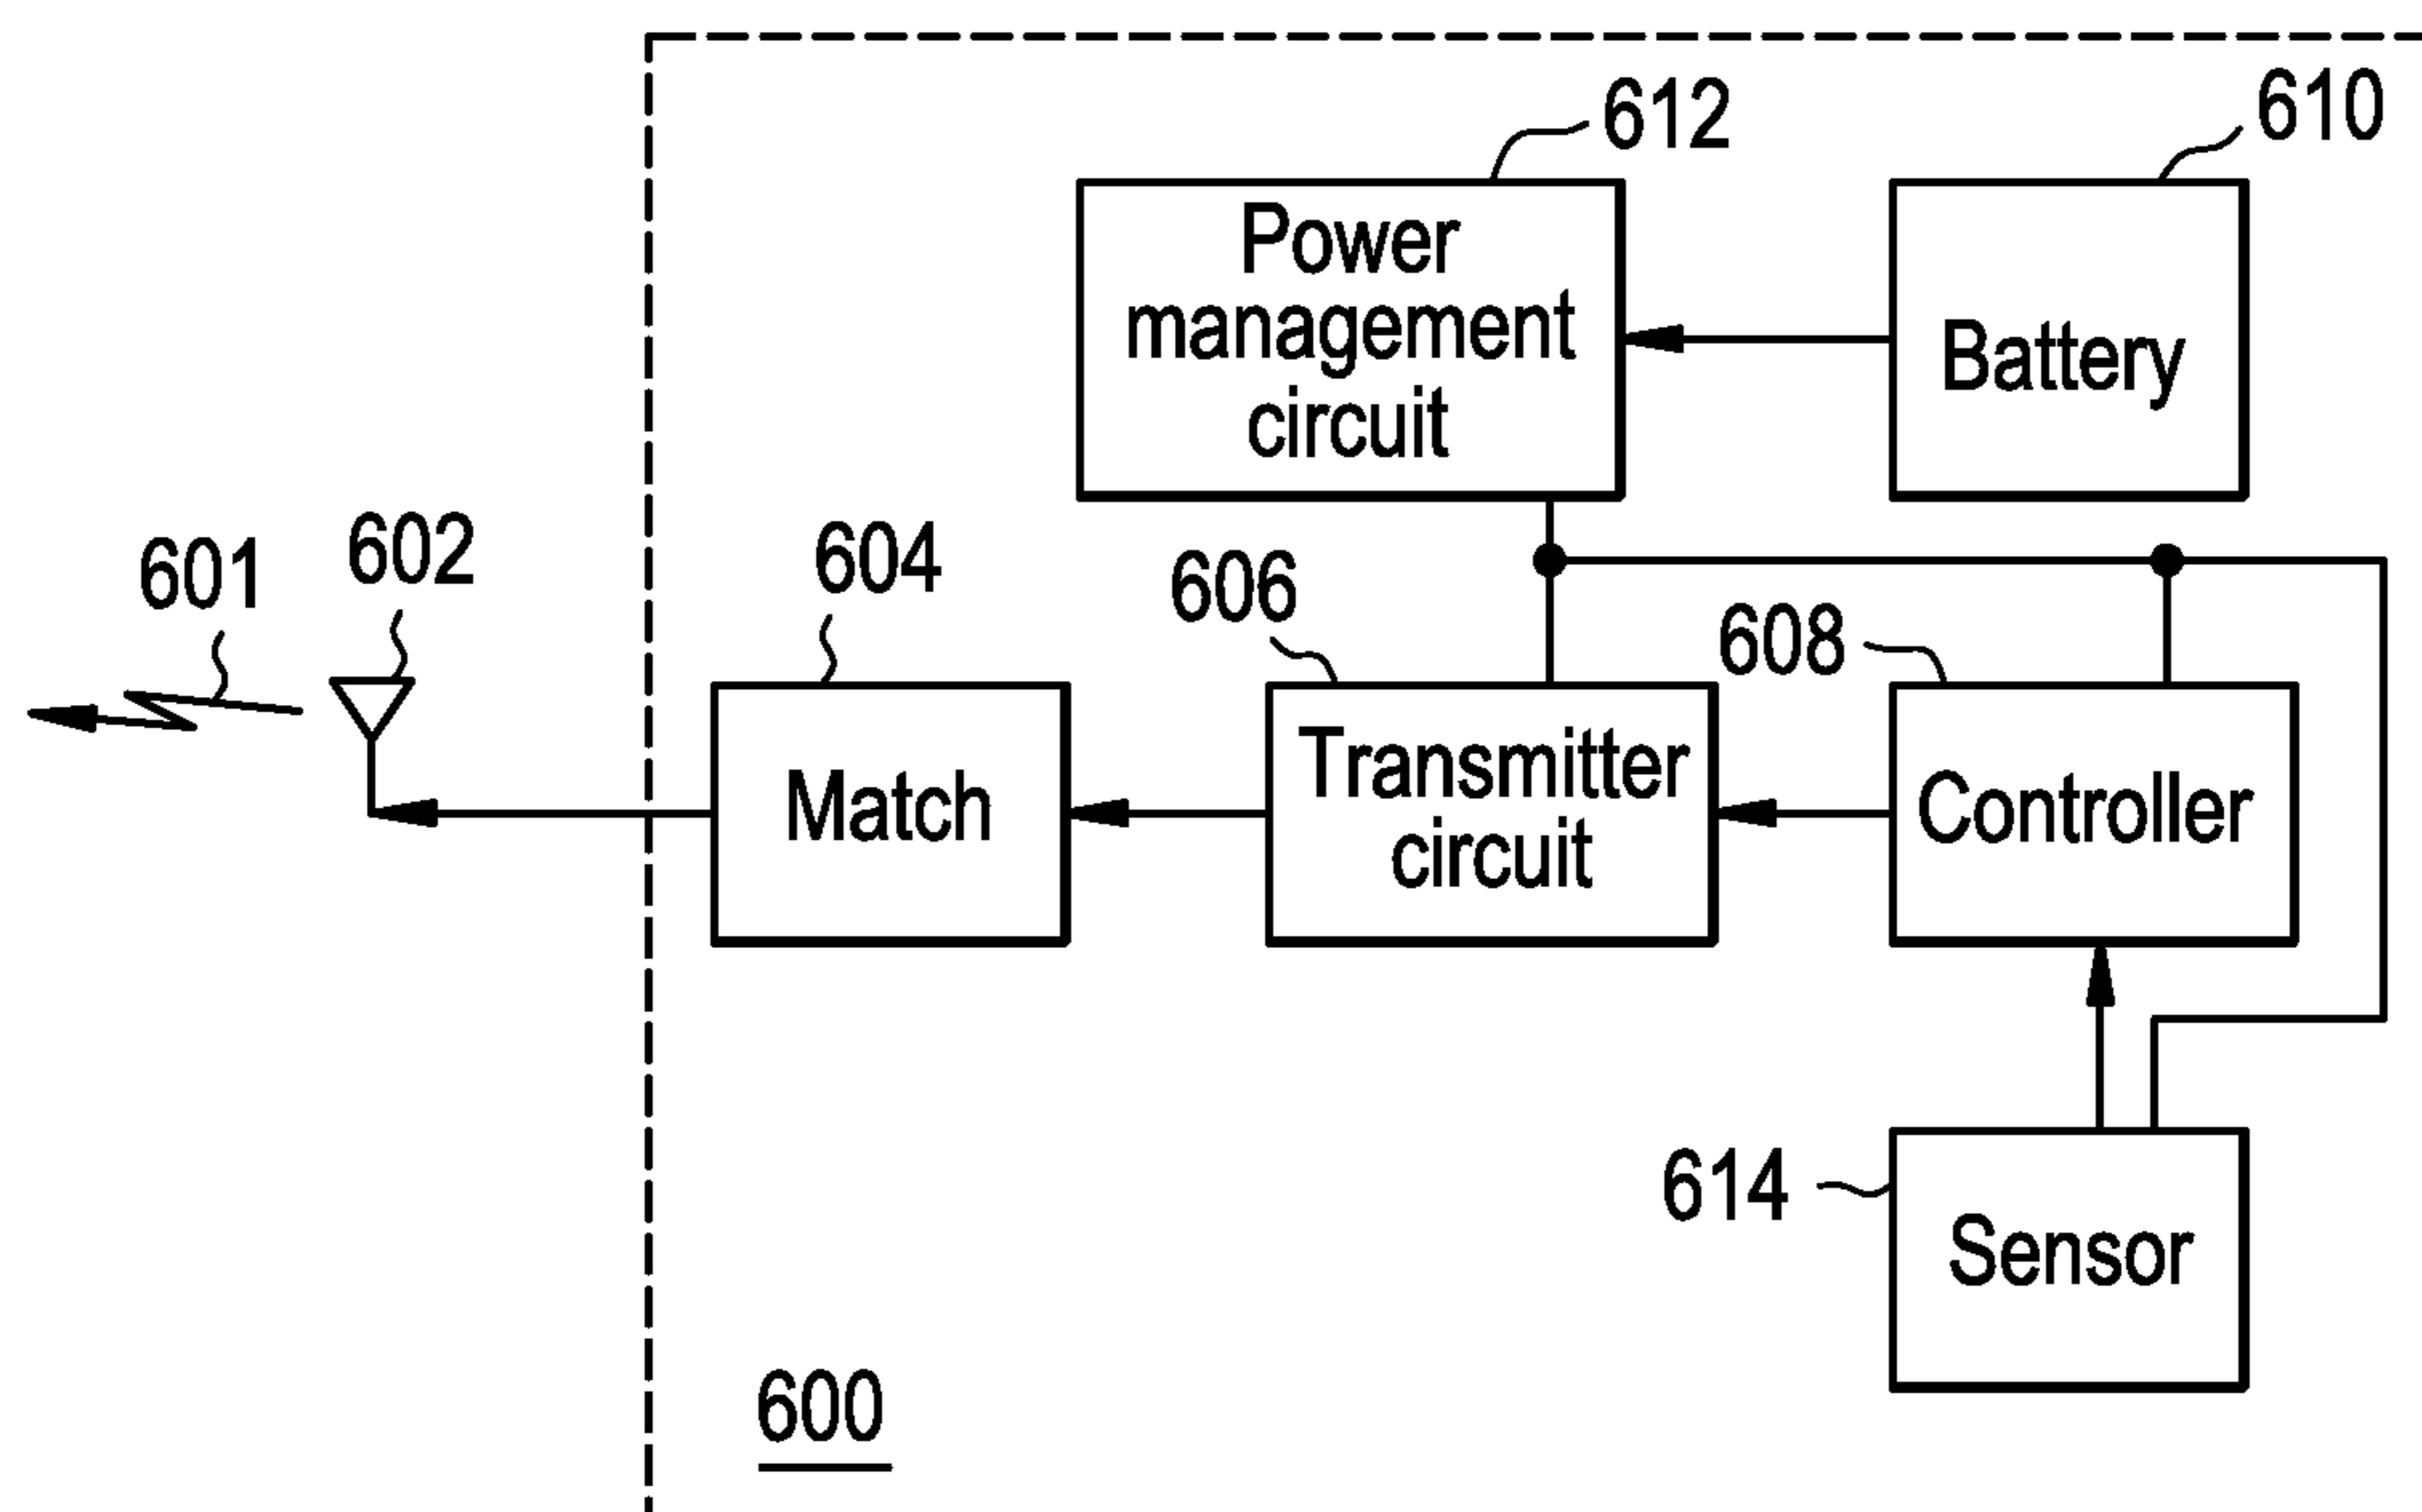 612
610
Power
management
circuit
Battery
601
602
604
606
608
Match
Transmitter
circuit
Controller
614
Sensor
600